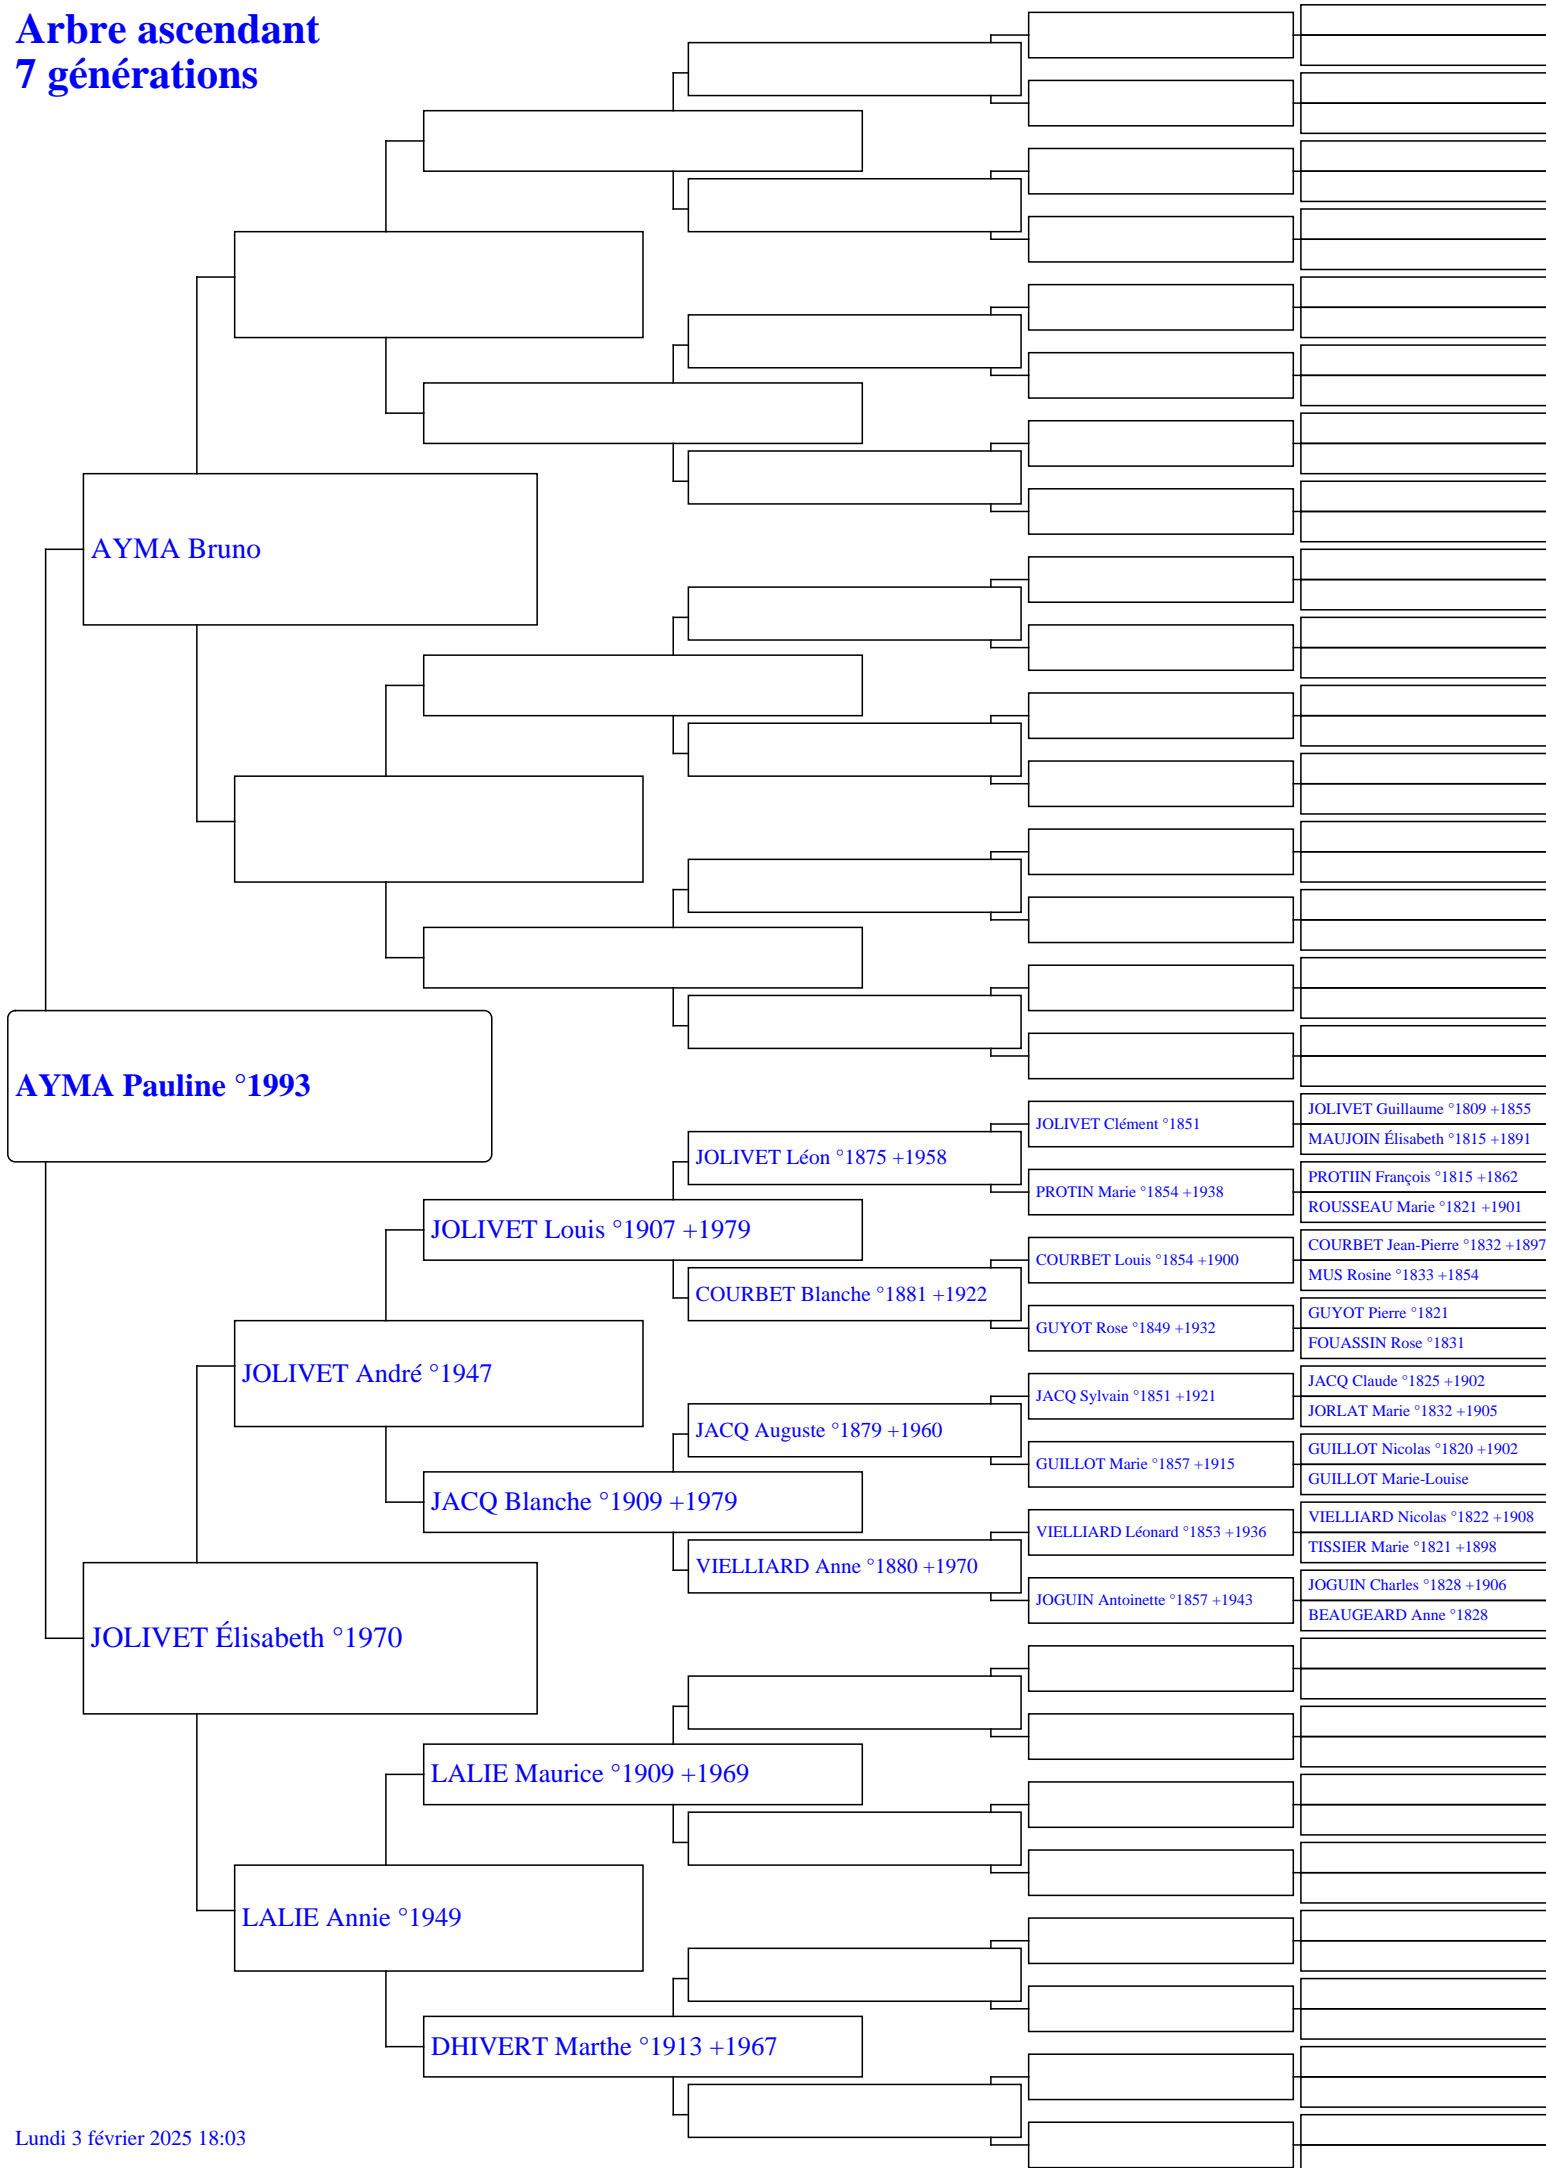 Arbre ascendant
7 générations
AYMA Bruno
AYMA Pauline °1993
JOLIVET Clément °1851
JOLIVET Guillaume °1809 +1855
MAUJOIN Élisabeth °1815 +1891
JOLIVET Léon °1875 +1958
PROTIN Marie °1854 +1938
PROTIIN François °1815 +1862
ROUSSEAU Marie °1821 +1901
JOLIVET Louis °1907 +1979
COURBET Louis °1854 +1900
COURBET Jean-Pierre °1832 +1897
MUS Rosine °1833 +1854
COURBET Blanche °1881 +1922
GUYOT Rose °1849 +1932
GUYOT Pierre °1821
FOUASSIN Rose °1831
JOLIVET André °1947
JACQ Sylvain °1851 +1921
JACQ Claude °1825 +1902
JORLAT Marie °1832 +1905
JACQ Auguste °1879 +1960
GUILLOT Marie °1857 +1915
GUILLOT Nicolas °1820 +1902
GUILLOT Marie-Louise
JACQ Blanche °1909 +1979
VIELLIARD Léonard °1853 +1936
VIELLIARD Nicolas °1822 +1908
TISSIER Marie °1821 +1898
VIELLIARD Anne °1880 +1970
JOGUIN Antoinette °1857 +1943
JOGUIN Charles °1828 +1906
BEAUGEARD Anne °1828
JOLIVET Élisabeth °1970
LALIE Maurice °1909 +1969
LALIE Annie °1949
DHIVERT Marthe °1913 +1967
Lundi 3 février 2025 18:03